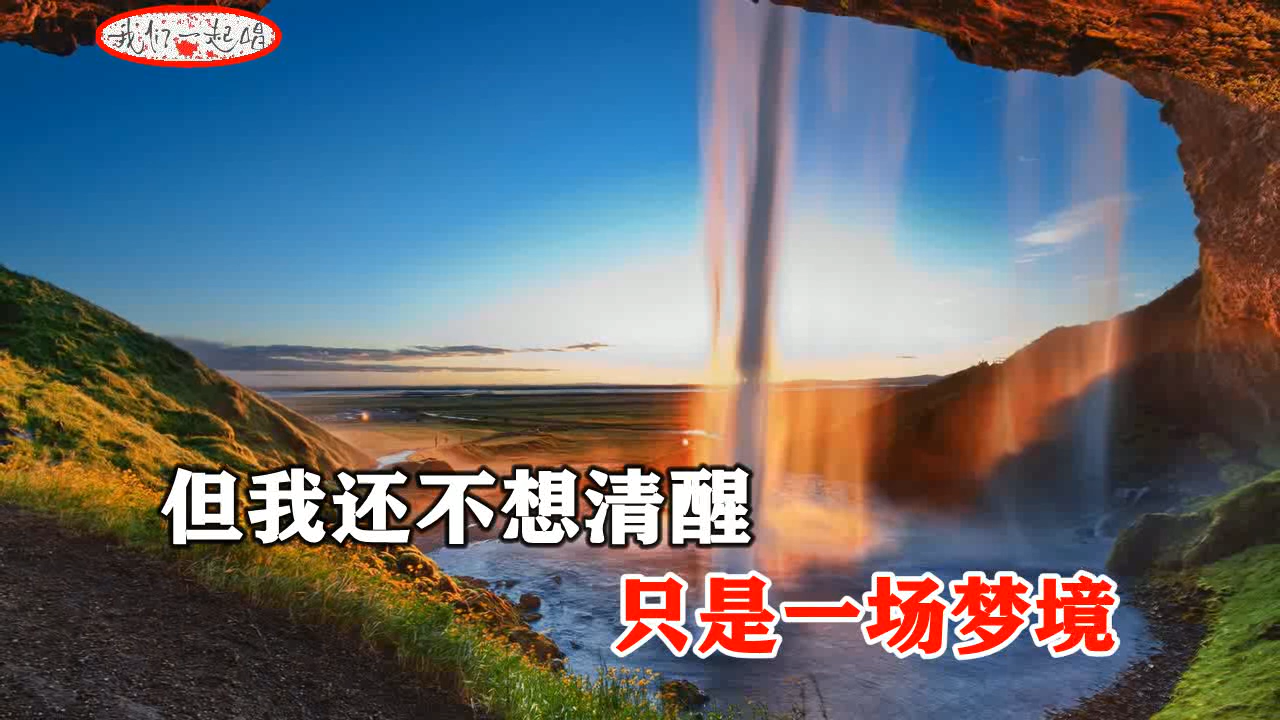 我们一起唱
但我还不想清醒
只是一场梦境